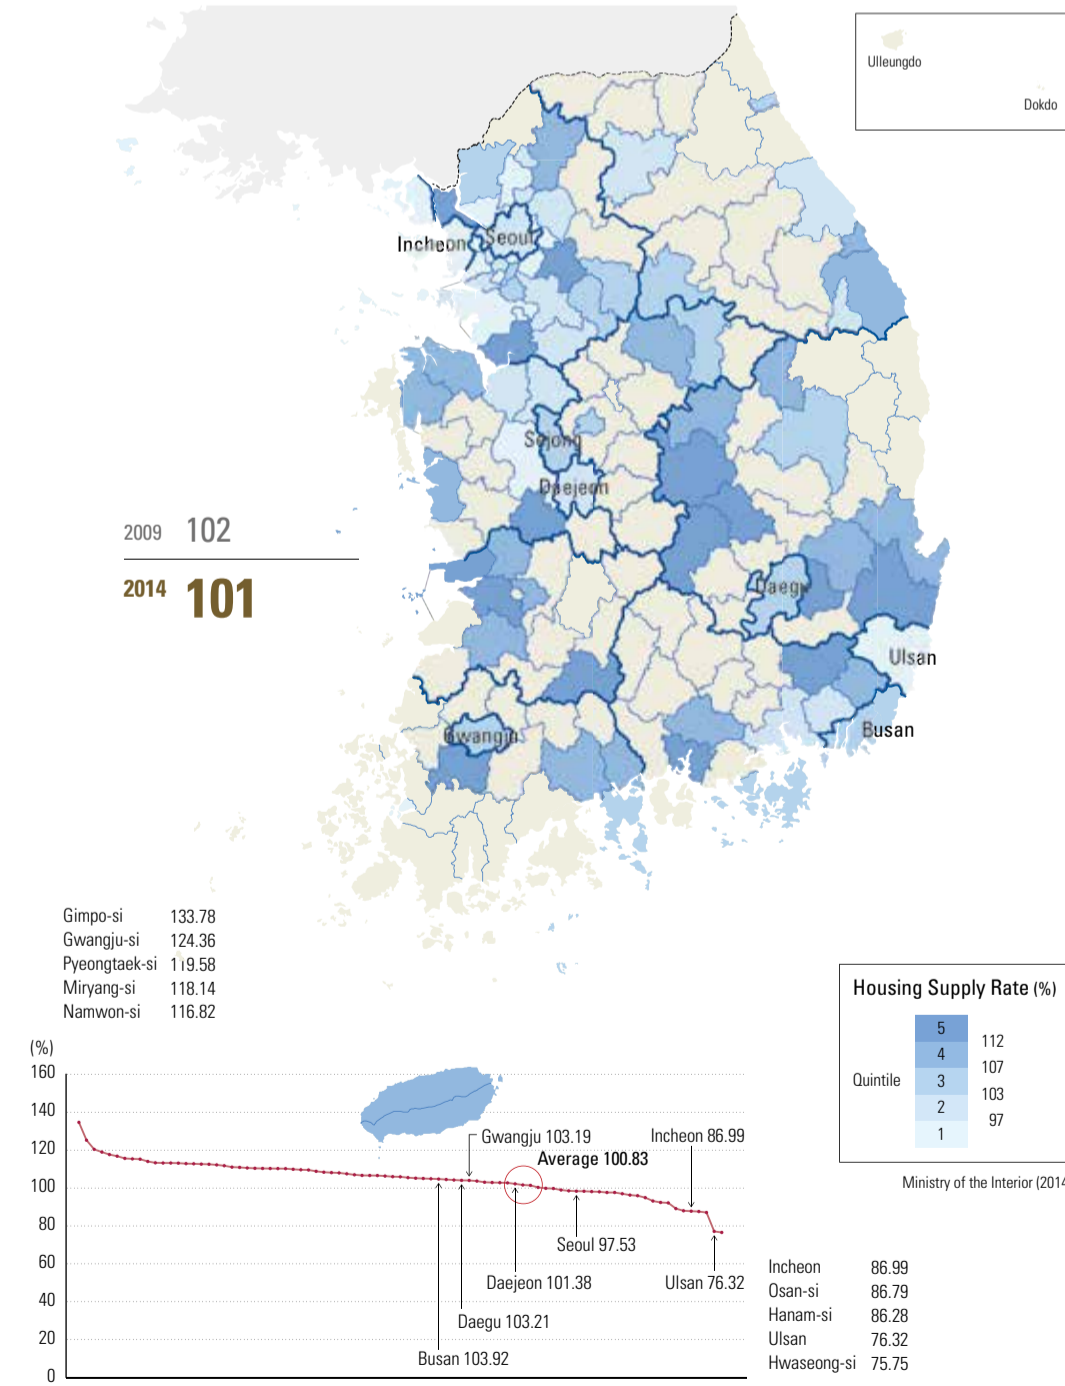 Ulleungdo
Dokdo
Incheon
Seoul
Sejong
Daejeon
2009 102
2014 101
Daegu
Ulsan
Busan
Gwangju
Gimpo-si 133.78
Gwangju-si 124.36
Pyeongtaek-si 119.58
Miryang-si 118.14
Namwon-si 116.82
Housing Supply Rate (%)
Quintile
5
4
3
2
1
112
107
103
97
Ministry of the Interior (2014
(%)
160
140
120
100
80
60
40
20
0
Gwangju 103.19
Incheon 86.99
Average 100.83
Seoul 97.53
Daejeon 101.38
Ulsan 76.32
Daegu 103.21
Busan 103.92
Incheon 86.99
Osan-si 86.79
Hanam-si 86.28
Ulsan 76.32
Hwaseong-si 75.75